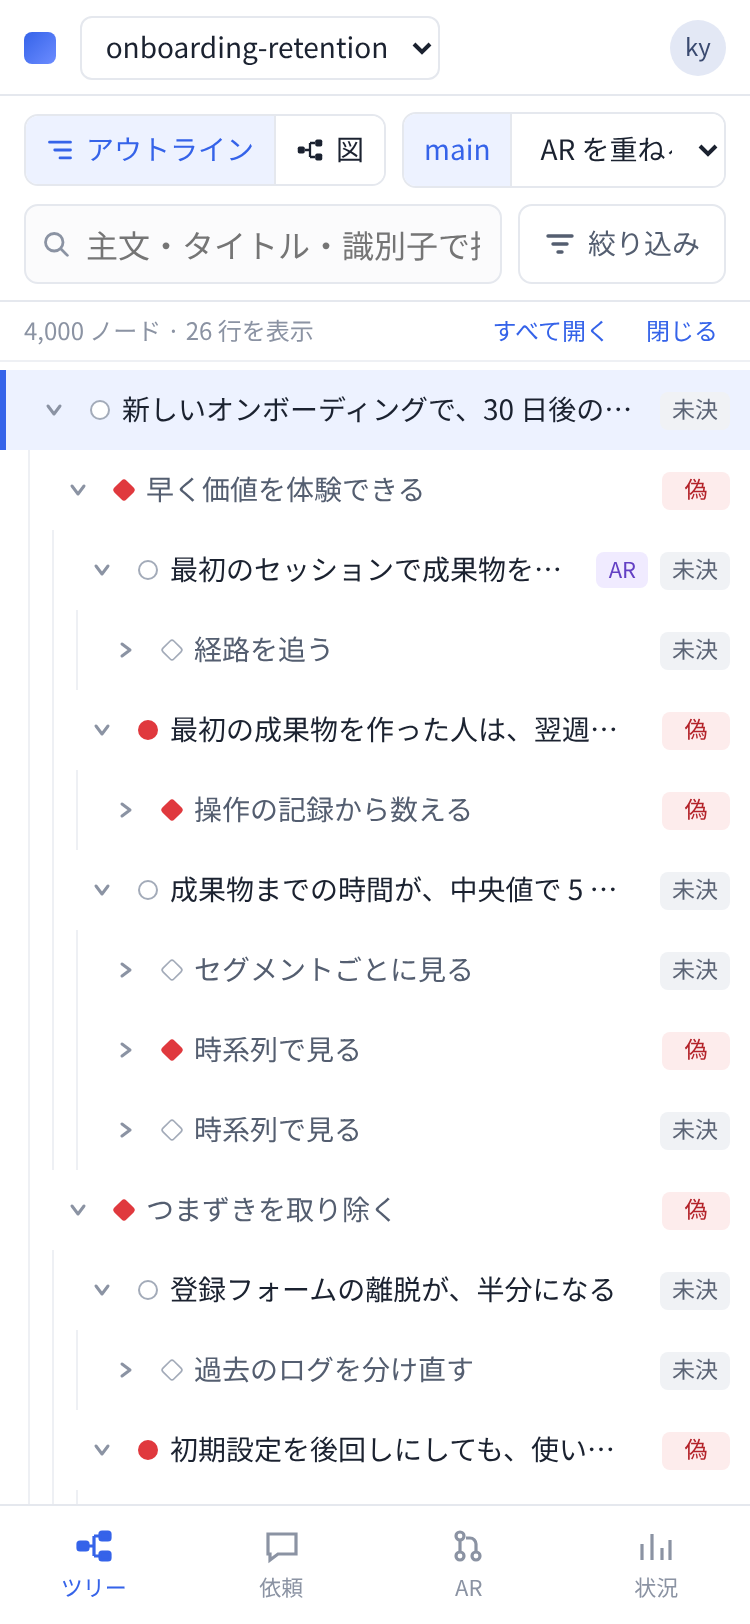 onboarding-retention
ky
アウトライン
図
main
AR を重ね
主文・タイトル・識別子で
絞り込み
4,000 ノード · 26 行を表示
すべて開く
閉じる
新しいオンボーディングで、30 日後の… 未決
早く価値を体験できる 偽
最初のセッションで成果物を… AR 未決
経路を追う 未決
最初の成果物を作った人は、翌週… 偽
操作の記録から数える 偽
成果物までの時間が、中央値で 5 … 未決
セグメントごとに見る 未決
時系列で見る 偽
時系列で見る 未決
つまずきを取り除く 偽
登録フォームの離脱が、半分になる 未決
過去のログを分け直す 未決
初期設定を後回しにしても、使い… 偽
ツリー
依頼
AR
状況